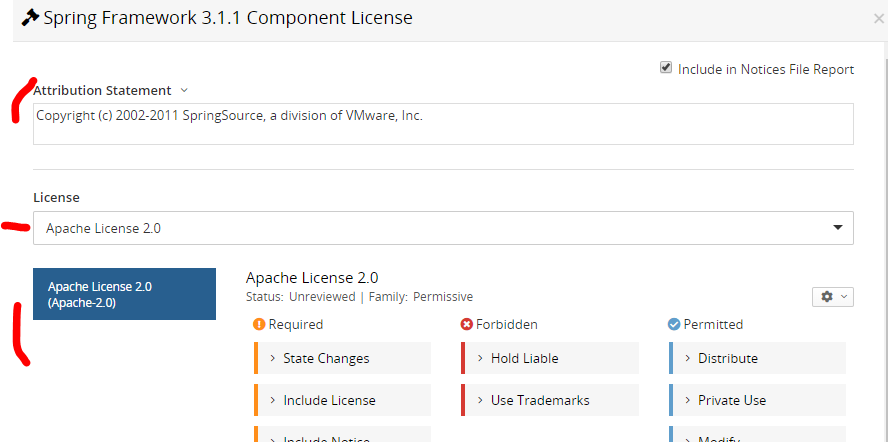 Spring Framework 3.1.1 Component License
Include in Notices File Report
Attribution Statement
Copyright (c) 2002-2011 SpringSource, a division of VMware, Inc.
License
Apache License 2.0
Apache License 2.0
(Apache-2.0)
Apache License 2.0
Status: Unreviewed | Family: Permissive
Required
Forbidden
Permitted
State Changes
Hold Liable
Distribute
Include License
Use Trademarks
Private Use
Include Notice
Modify